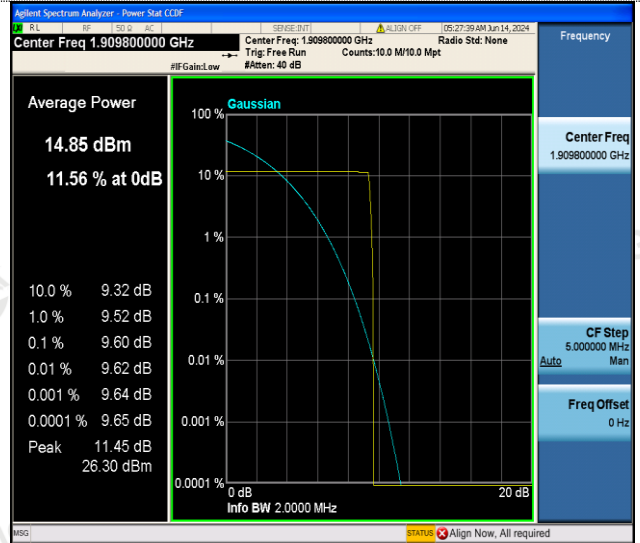 Agilent Spectrum Analyzer - Power Stat CCDF
RL RF 50 Ω AC SENSE:INT ALIGN OFF 05:27:39 AM Jun 14, 2024
Center Freq 1.909800000 GHz
Center Freq: 1.909800000 GHz Radio Std: None
Trig: Free Run Counts:10.0 M/10.0 Mpt
#IFGain:Low #Atten: 40 dB
Frequency
Average Power
14.85 dBm
11.56 % at 0dB
10.0 % 9.32 dB
1.0 % 9.52 dB
0.1 % 9.60 dB
0.01 % 9.62 dB
0.001 % 9.64 dB
0.0001 % 9.65 dB
Peak 11.45 dB
26.30 dBm
Gaussian
100 %
10 %
1 %
0.1 %
0.01 %
0.001 %
0.0001 %
0 dB 20 dB
Info BW 2.0000 MHz
Center Freq
1.909800000 GHz
CF Step
5.000000 MHz
Auto Man
Freq Offset
0 Hz
MSG STATUS Align Now, All required